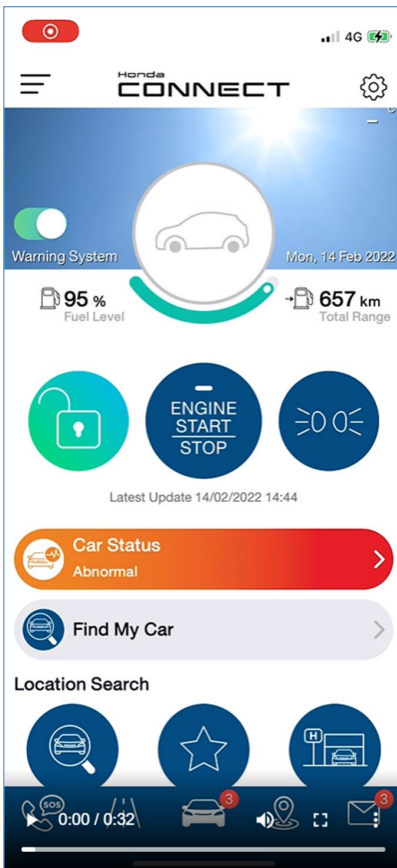 4G
Honda
CONNECT
Warning System
Mon, 14 Feb 2022
95 %
Fuel Level
657 km
Total Range
ENGINE
START
STOP
Latest Update 14/02/2022 14:44
Car Status
Abnormal
Find My Car
Location Search
H
SOS
3
3
0:00 / 0:32